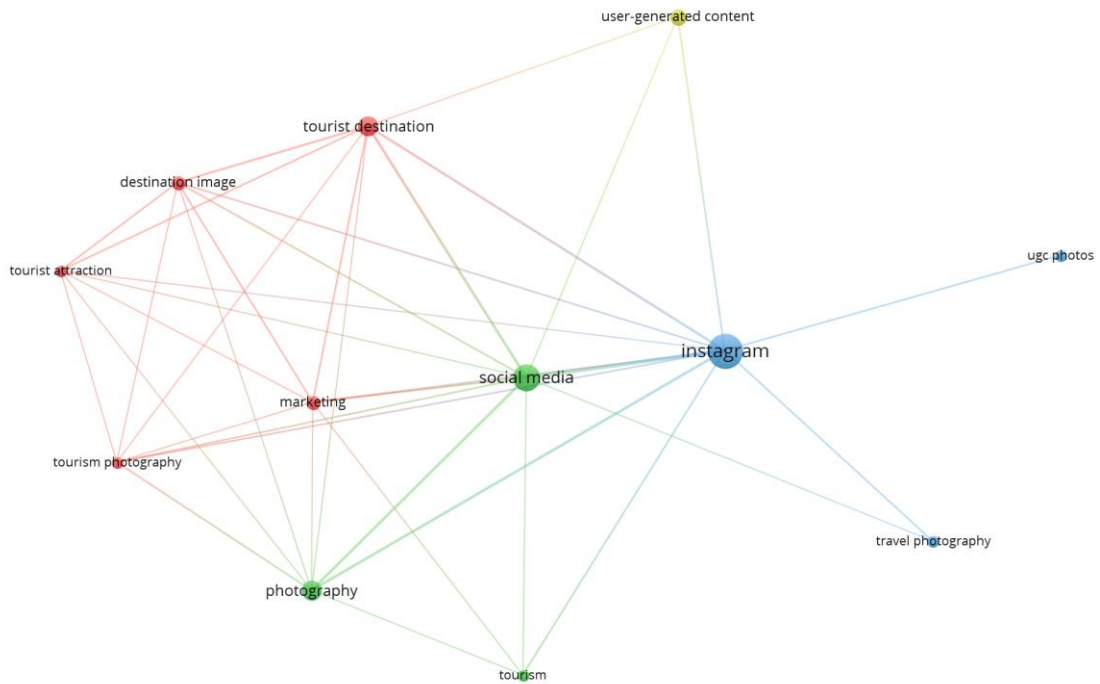 user-generated content
tourist destination
destination image
tourist attraction
ugc photos
instagram
social media
marketing
tourism photography
travel photography
photography
tourism